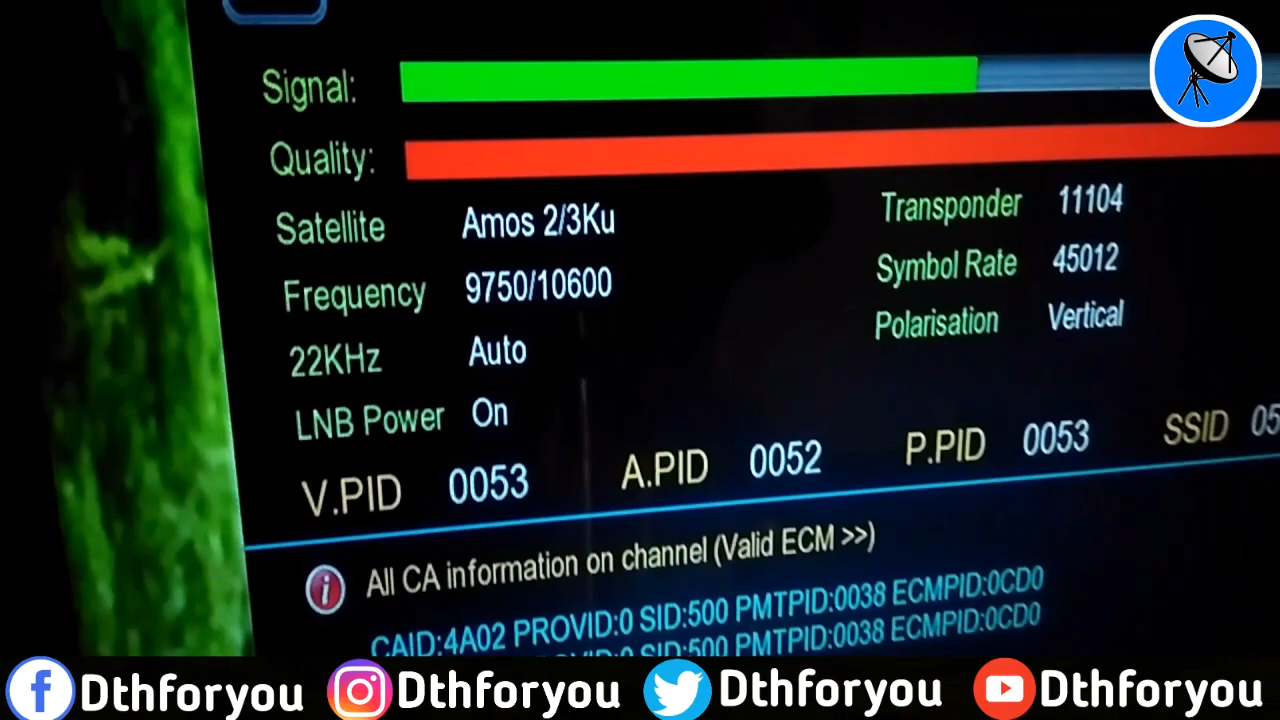 Signal:
Quality:
Satellite Amos 2/3Ku Transponder 11104
Frequency 9750/10600 Symbol Rate 45012
22KHz Auto Polarisation Vertical
LNB Power On
V.PID 0053 A.PID 0052 P.PID 0053 SSID 05
All CA information on channel (Valid ECM >>)
CAID:4A02 PROVID:0 SID:500 PMTPID:0038 ECMPID:0CD0
SID:500 PMTPID:0038 ECMPID:0CD0
Dthforyou Dthforyou Dthforyou Dthforyou